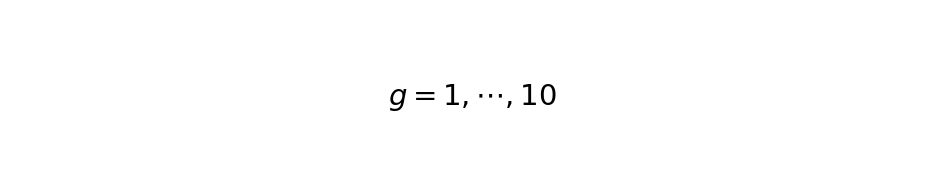 g = 1, ⋯, 10